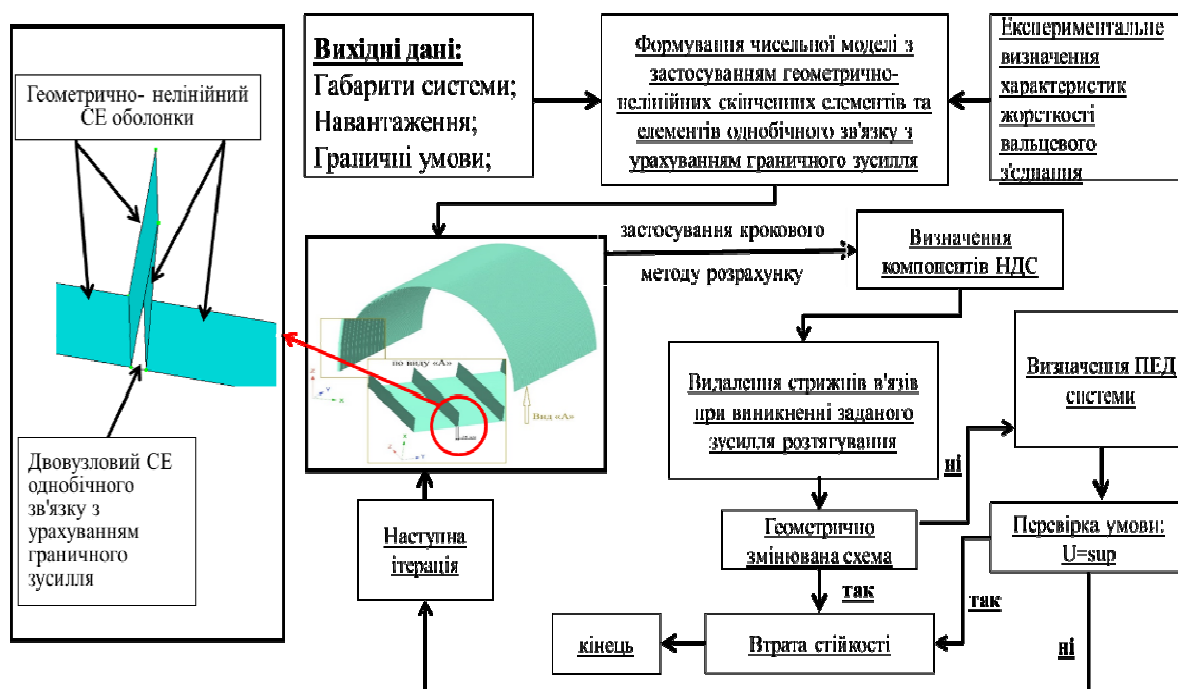 Геометрично- нелінійний
СЕ оболонки
Двовузловий СЕ
однобічного
зв'язку з
урахуванням
граничного
зусилля
Вихідні дані:
Габарити системи;
Навантаження;
Граничні умови;
Формування чисельної моделі з
застосуванням геометрично-
нелінійних скінченних елементів та
елементів однобічного зв'язку з
урахуванням граничного зусилля
Експериментальне
визначення
характеристик
жорсткості
вальцевого
з'єднання
по виду «А»
Вид «А»
застосування крокового
методу розрахунку
Визначення
компонентів НДС
Видалення стрижнів в'язів
при виникненні заданого
зусилля розтягування
Визначення ПЕД
системи
ні
Геометрично
змінювана схема
Перевірка умови:
U=sup
Наступна
ітерація
так
так
Втрата стійкості
кінець
ні